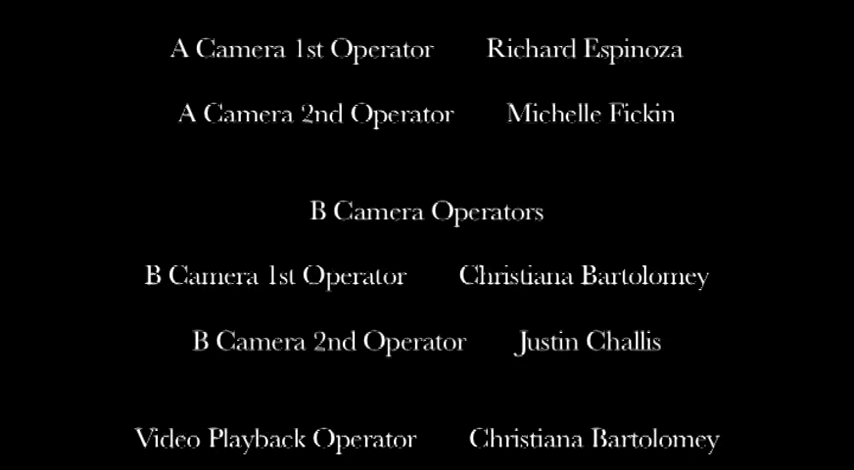 A Camera 1st Operator Richard Espinoza
A Camera 2nd Operator Michelle Fickin
B Camera Operators
B Camera 1st Operator Christiana Bartolomey
B Camera 2nd Operator Justin Challis
Video Playback Operator Christiana Bartolomey